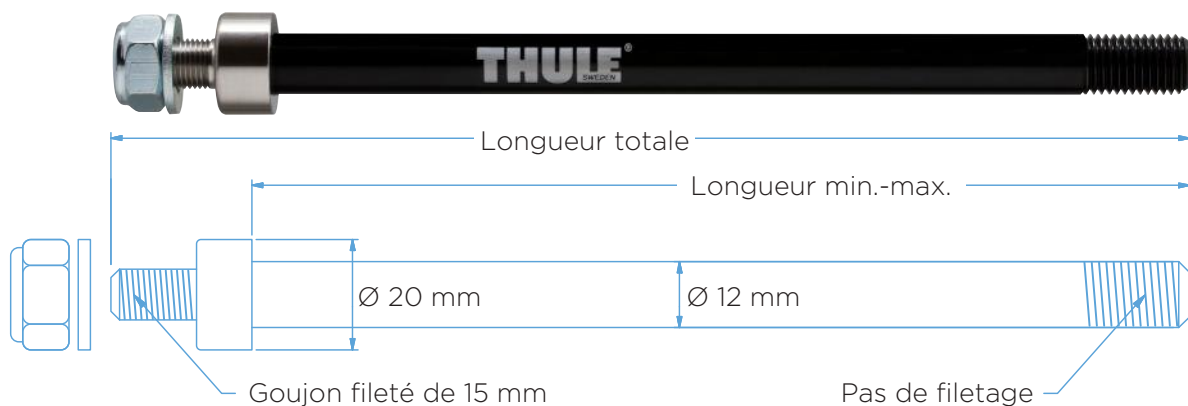 THULE®
SWEDEN
Longueur totale
Longueur min.-max.
Ø 20 mm
Ø 12 mm
Goujon fileté de 15 mm
Pas de filetage